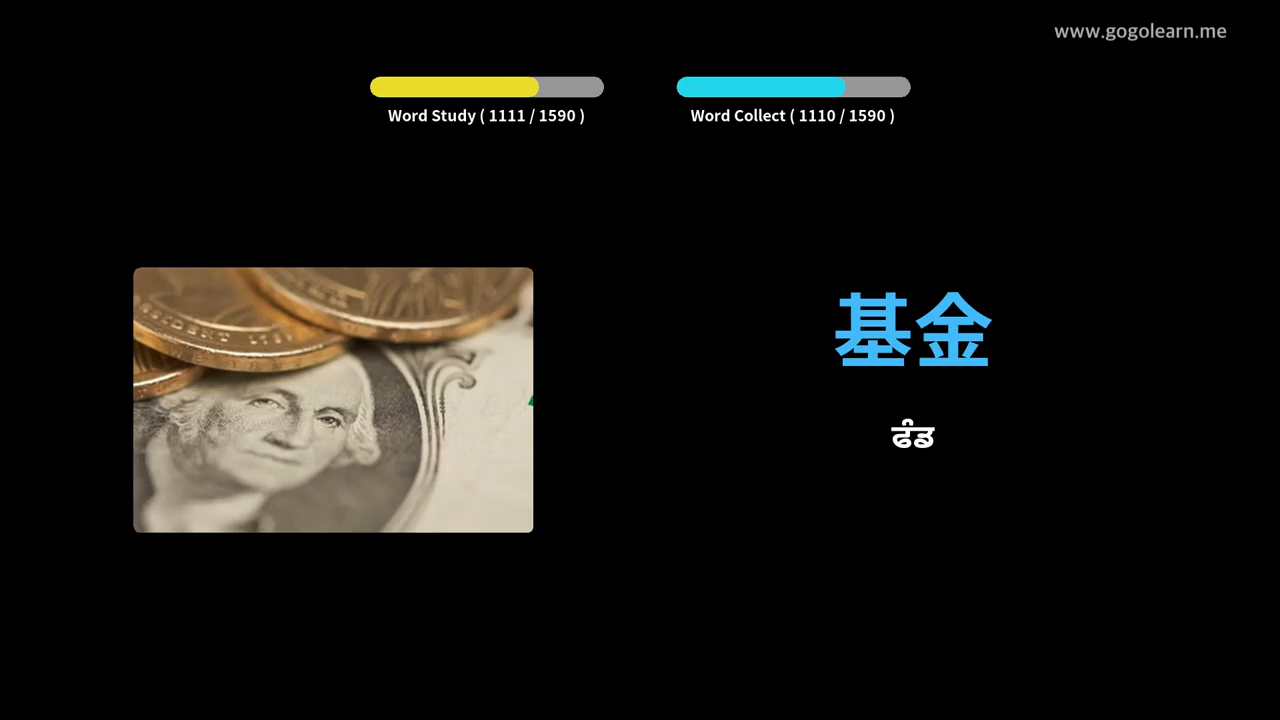 www.gogolearn.me
Word Study ( 1111 / 1590 )
Word Collect ( 1110 / 1590 )
基金
ਫੰਡ